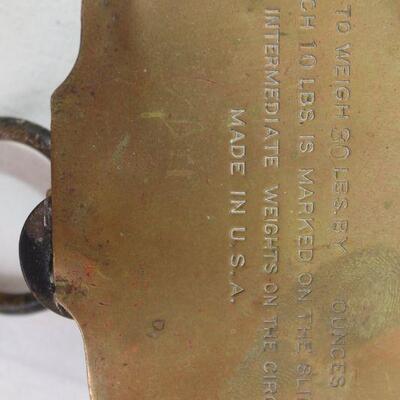 TO WEIGH 30 LBS. BY OUNCES
CH 10 LBS. IS MARKED ON THE SLI
INTERMEDIATE WEIGHTS ON THE CIRC
MADE IN U.S.A.